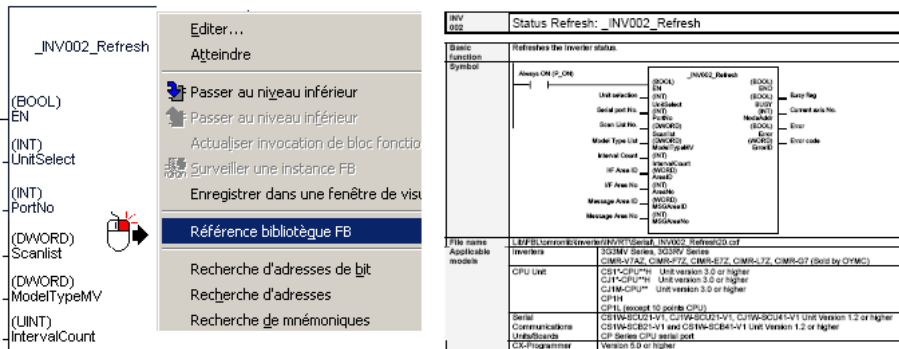 _INV002_Refresh
(BOOL)
EN
(INT)
UnitSelect
(INT)
PortNo
(DWORD)
Scanlist
(DWORD)
ModelTypeMV
(UINT)
IntervalCount
Editer...
Atteindre
Passer au niveau inférieur
Passer au niveau inférieur
Actualiser invocation de bloc fonctio
Surveiller une instance FB
Enregistrer dans une fenêtre de visu
Référence bibliotègue FB
Recherche d'adresses de bit
Recherche d'adresses
Recherche de mnémoniques
INV
002
Status Refresh: _INV002_Refresh
Basic
function
Refreshes the Inverter status.
Symbol
Always ON (P_ON)
_INV002_Refresh
(BOOL) (BOOL)
EN END
Unit selection (INT) (BOOL) Busy flag
UnitSelect BUSY
Serial port No. (INT) (INT) Current axis No.
PortNo NodeAddr
Scan List No. (DWORD) (BOOL) Error
Scanlist Error
Model Type List (DWORD) (WORD) Error code
ModelTypeMV ErrorID
Interval Count (INT)
IntervalCount
I/F Area ID (WORD)
AreaID
I/F Area No (INT)
AreaNo
Message Area ID (WORD)
MSGAreaID
Message Area No (INT)
MSGAreaNo
File name
Applicable
models
Inverters
3G3MV Series, 3G3RV Series
CIMR-V7AZ, CIMR-F7Z, CIMR-E7Z, CIMR-L7Z, CIMR-G7 (Sold by OYMC)
CPU Unit
CS1*-CPU**H Unit version 3.0 or higher
CJ1*-CPU**H Unit version 3.0 or higher
CJ1M-CPU** Unit version 3.0 or higher
CP1H
CP1L (except 10 points CPU)
Serial
Communications
Units/Boards
CS1W-SCU21-V1, CJ1W-SCU21-V1, CJ1W-SCU41-V1 Unit Version 1.2 or higher
CS1W-SCB21-V1 and CS1W-SCB41-V1 Unit Version 1.2 or higher
CP Series CPU serial port
CX-Programmer
Version 5.0 or higher